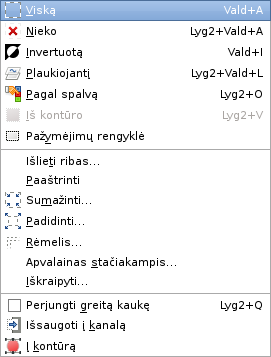 Viską Vald+A
Nieko Lyg2+Vald+A
Invertuotą Vald+I
Plaukiojantį Lyg2+Vald+L
Pagal spalvą Lyg2+O
Iš kontūro Lyg2+V
Pažymėjimų rengyklė
Išlieti ribas...
Paaštrinti
Sumažinti...
Padidinti...
Rėmelis...
Apvalainas stačiakampis...
Iškraipyti...
Perjungti greitą kaukę Lyg2+Q
Išsaugoti į kanalą
Į kontūrą